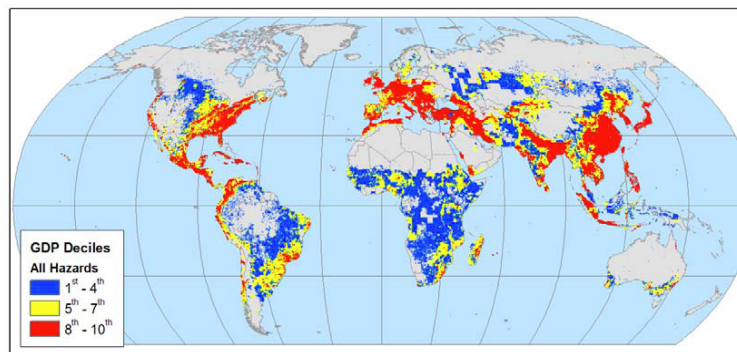 GDP Deciles
All Hazards
1st - 4th
5th - 7th
8th - 10th